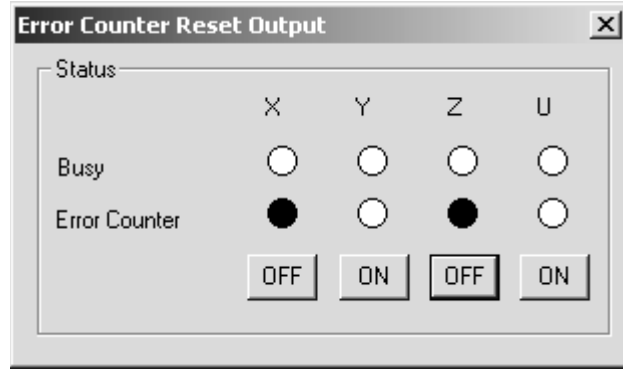 Error Counter Reset Output
Status
X Y Z U
Busy
Error Counter
OFF ON OFF ON